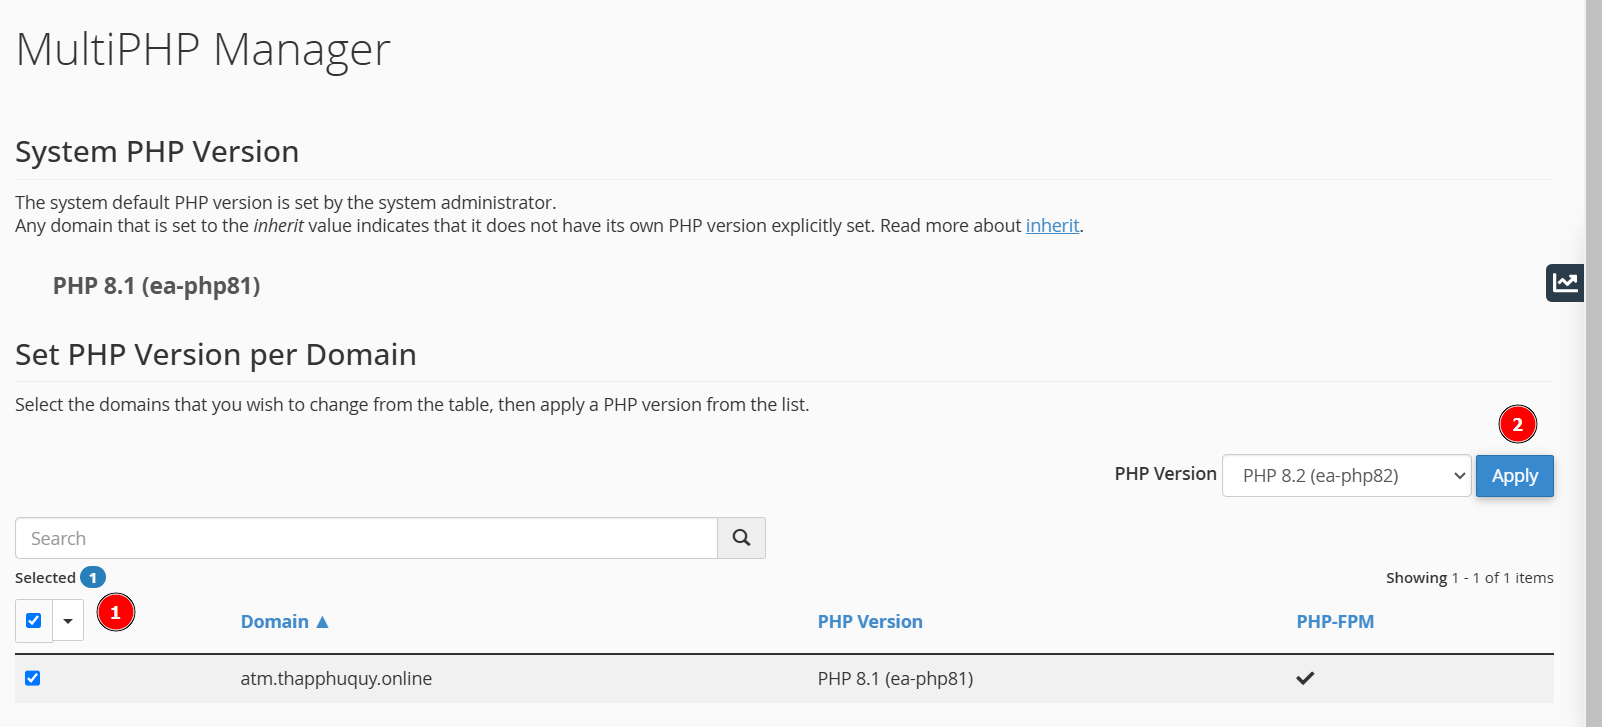 MultiPHP Manager
System PHP Version
The system default PHP version is set by the system administrator.
Any domain that is set to the inherit value indicates that it does not have its own PHP version explicitly set. Read more about inherit.
PHP 8.1 (ea-php81)
Set PHP Version per Domain
Select the domains that you wish to change from the table, then apply a PHP version from the list.
2
PHP Version PHP 8.2 (ea-php82) Apply
Search
Selected 1 Showing 1 - 1 of 1 items
1 Domain ▲ PHP Version PHP-FPM
atm.thapphuquy.online PHP 8.1 (ea-php81)